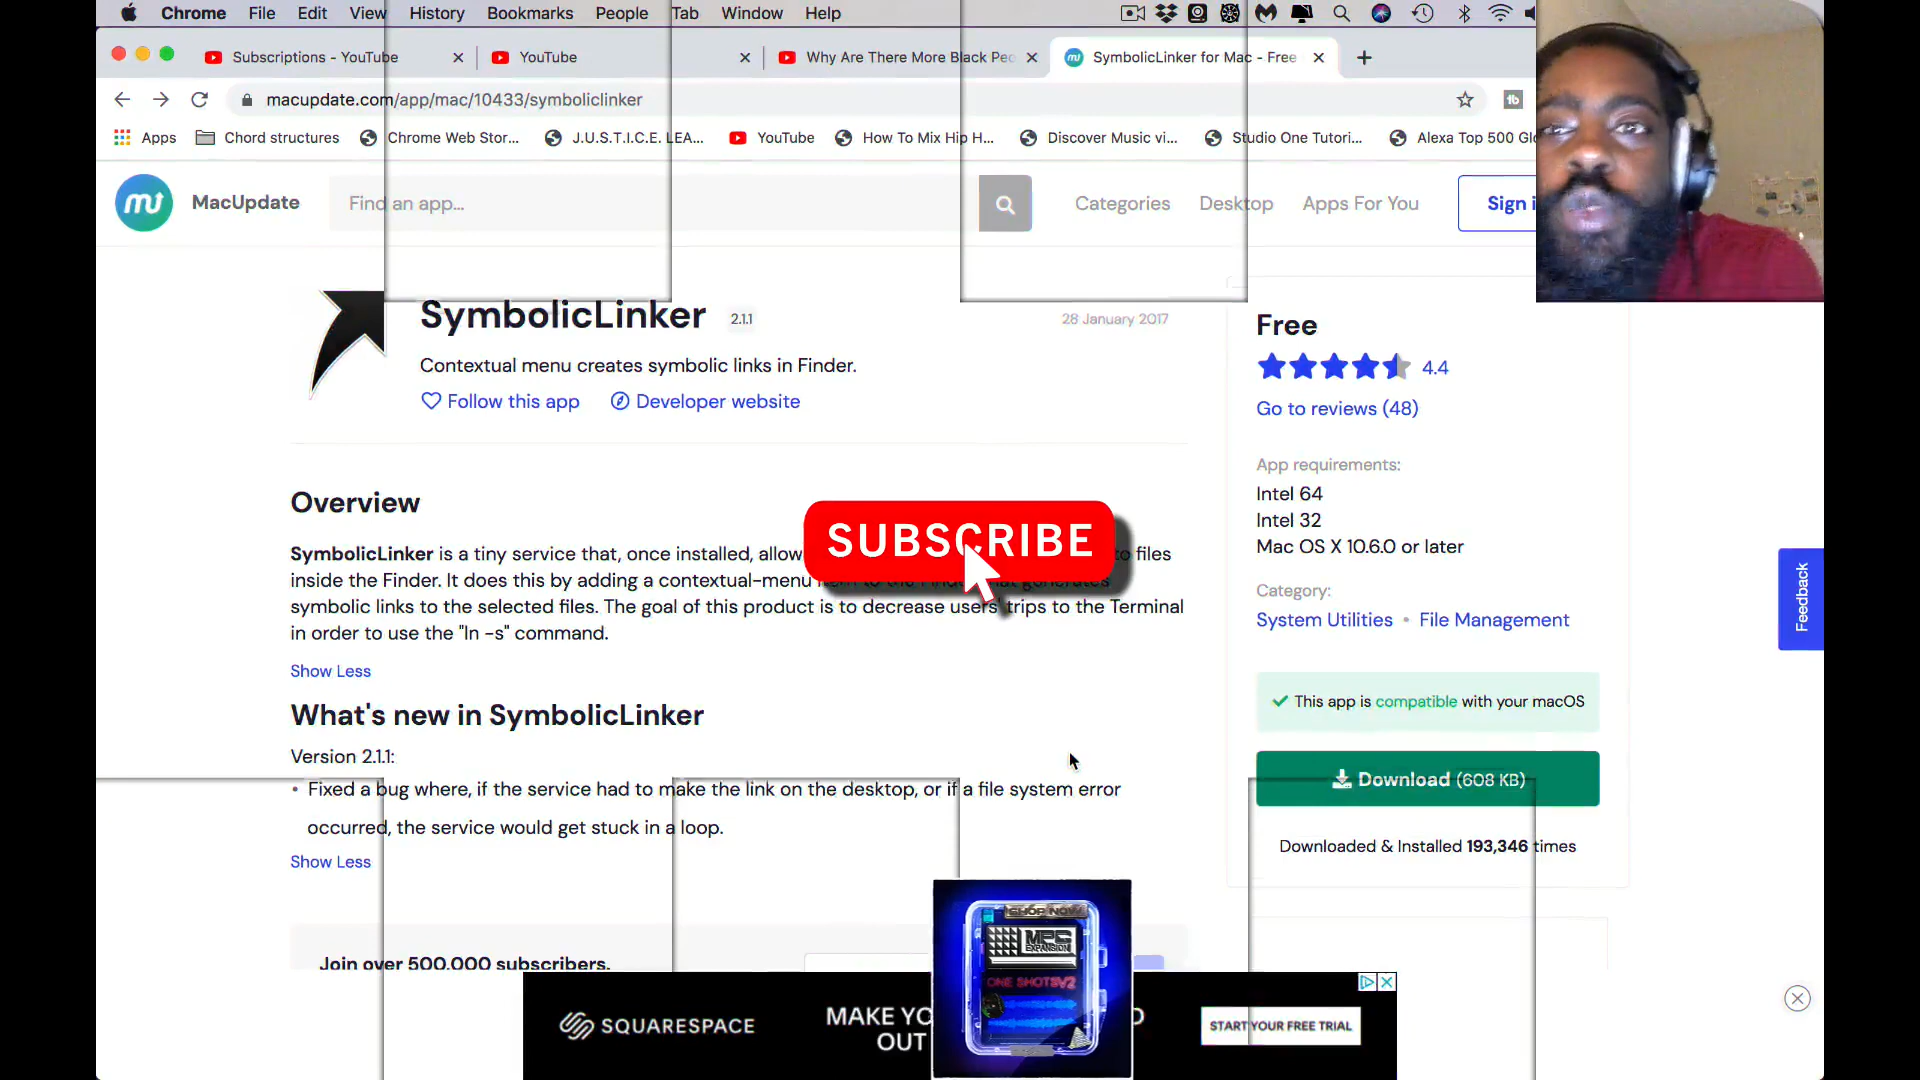 Chrome File Edit View History Bookmarks People Tab Window Help
Subscriptions - YouTube
YouTube
Why Are There More Black Peo
SymbolicLinker for Mac - Free
macupdate.com/app/mac/10433/symboliclinker
Apps Chord structures Chrome Web Stor... J.U.S.T.I.C.E. LEA... YouTube How To Mix Hip H... Discover Music vi... Studio One Tutori... Alexa Top 500 Glo
MacUpdate
Find an app...
Categories Desktop Apps For You
Sign i
SymbolicLinker 2.1.1
28 January 2017
Contextual menu creates symbolic links in Finder.
Follow this app Developer website
Overview
SymbolicLinker is a tiny service that, once installed, allow to files
inside the Finder. It does this by adding a contextual-menu
symbolic links to the selected files. The goal of this product is to decrease users' trips to the Terminal
in order to use the "ln -s" command.
Show Less
What's new in SymbolicLinker
Version 2.1.1:
• Fixed a bug where, if the service had to make the link on the desktop, or if a file system error
occurred, the service would get stuck in a loop.
Show Less
Join over 500,000 subscribers.
SUBSCRIBE
Free
4.4
Go to reviews (48)
App requirements:
Intel 64
Intel 32
Mac OS X 10.6.0 or later
Category:
System Utilities • File Management
This app is compatible with your macOS
Download (608 KB)
Downloaded & Installed 193,346 times
Feedback
SHOP NOW
MPC
EXPANSION
ONE SHOTS V2
SQUARESPACE
MAKE YO
OUT
D
START YOUR FREE TRIAL